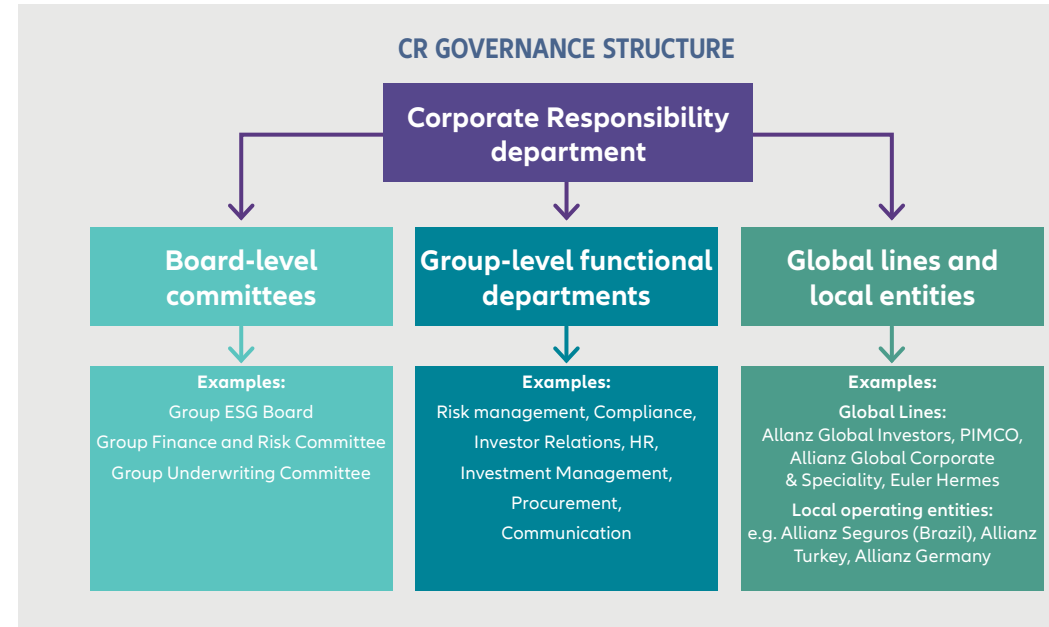 CR GOVERNANCE STRUCTURE
Corporate Responsibility
department
Board-level
committees
Group-level functional
departments
Global lines and
local entities
Examples:
Group ESG Board
Group Finance and Risk Committee
Group Underwriting Committee
Examples:
Risk management, Compliance,
Investor Relations, HR,
Investment Management,
Procurement,
Communication
Examples:
Global Lines:
Allanz Global Investors, PIMCO,
Allianz Global Corporate
& Speciality, Euler Hermes
Local operating entities:
e.g. Allianz Seguros (Brazil), Allianz
Turkey, Allianz Germany